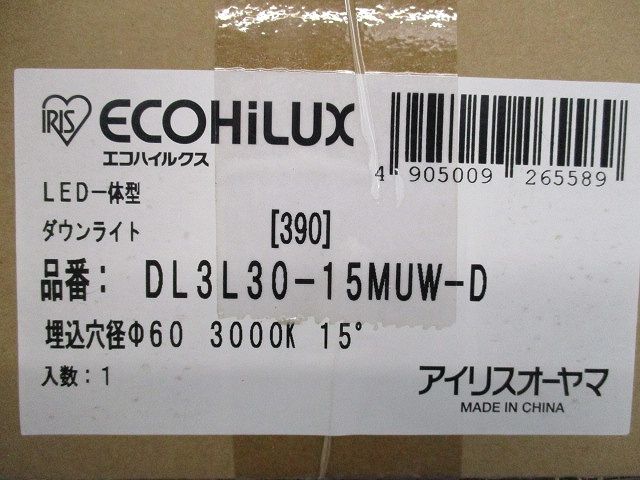 IRIS ECOHiLUX
エコハイルクス
4 905009 265589
LED一体型
ダウンライト [390]
品番: DL3L30-15MUW-D
埋込穴径Φ60 3000K 15°
入数:1
アイリスオーヤマ
MADE IN CHINA